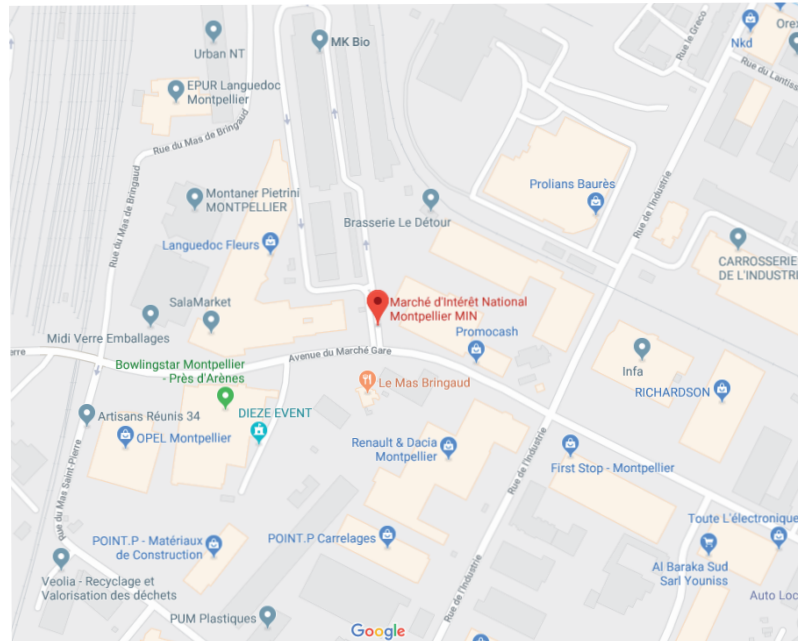 Nkd
Orex
Rue le Greco
Rue du Lantiss
MK Bio
Urban NT
EPUR Languedoc
Montpellier
Rue du Mas de Bringaud
Prolians Baurès
Rue de l'Industrie
Montaner Pietrini
MONTPELLIER
Rue du Mas de Bringaud
Brasserie Le Détour
Languedoc Fleurs
CARROSSERIE
DE L'INDUSTRI
SalaMarket
Marché d'Intérêt National
Montpellier MIN
Midi Verre Emballages
Promocash
erre
Avenue du Marché Gare
Bowlingstar Montpellier
- Près d'Arènes
Infa
Le Mas Bringaud
RICHARDSON
Artisans Réunis 34
DIEZE EVENT
OPEL Montpellier
Renault & Dacia
Montpellier
First Stop - Montpellier
Rue de l'Industrie
Rue du Mas Saint-Pierre
Toute L'électronique
POINT.P - Matériaux
de Construction
POINT.P Carrelages
Al Baraka Sud
Sarl Youniss
Veolia - Recyclage et
Valorisation des déchets
Rue de l'Industrie
Auto Loc
PUM Plastiques
Google